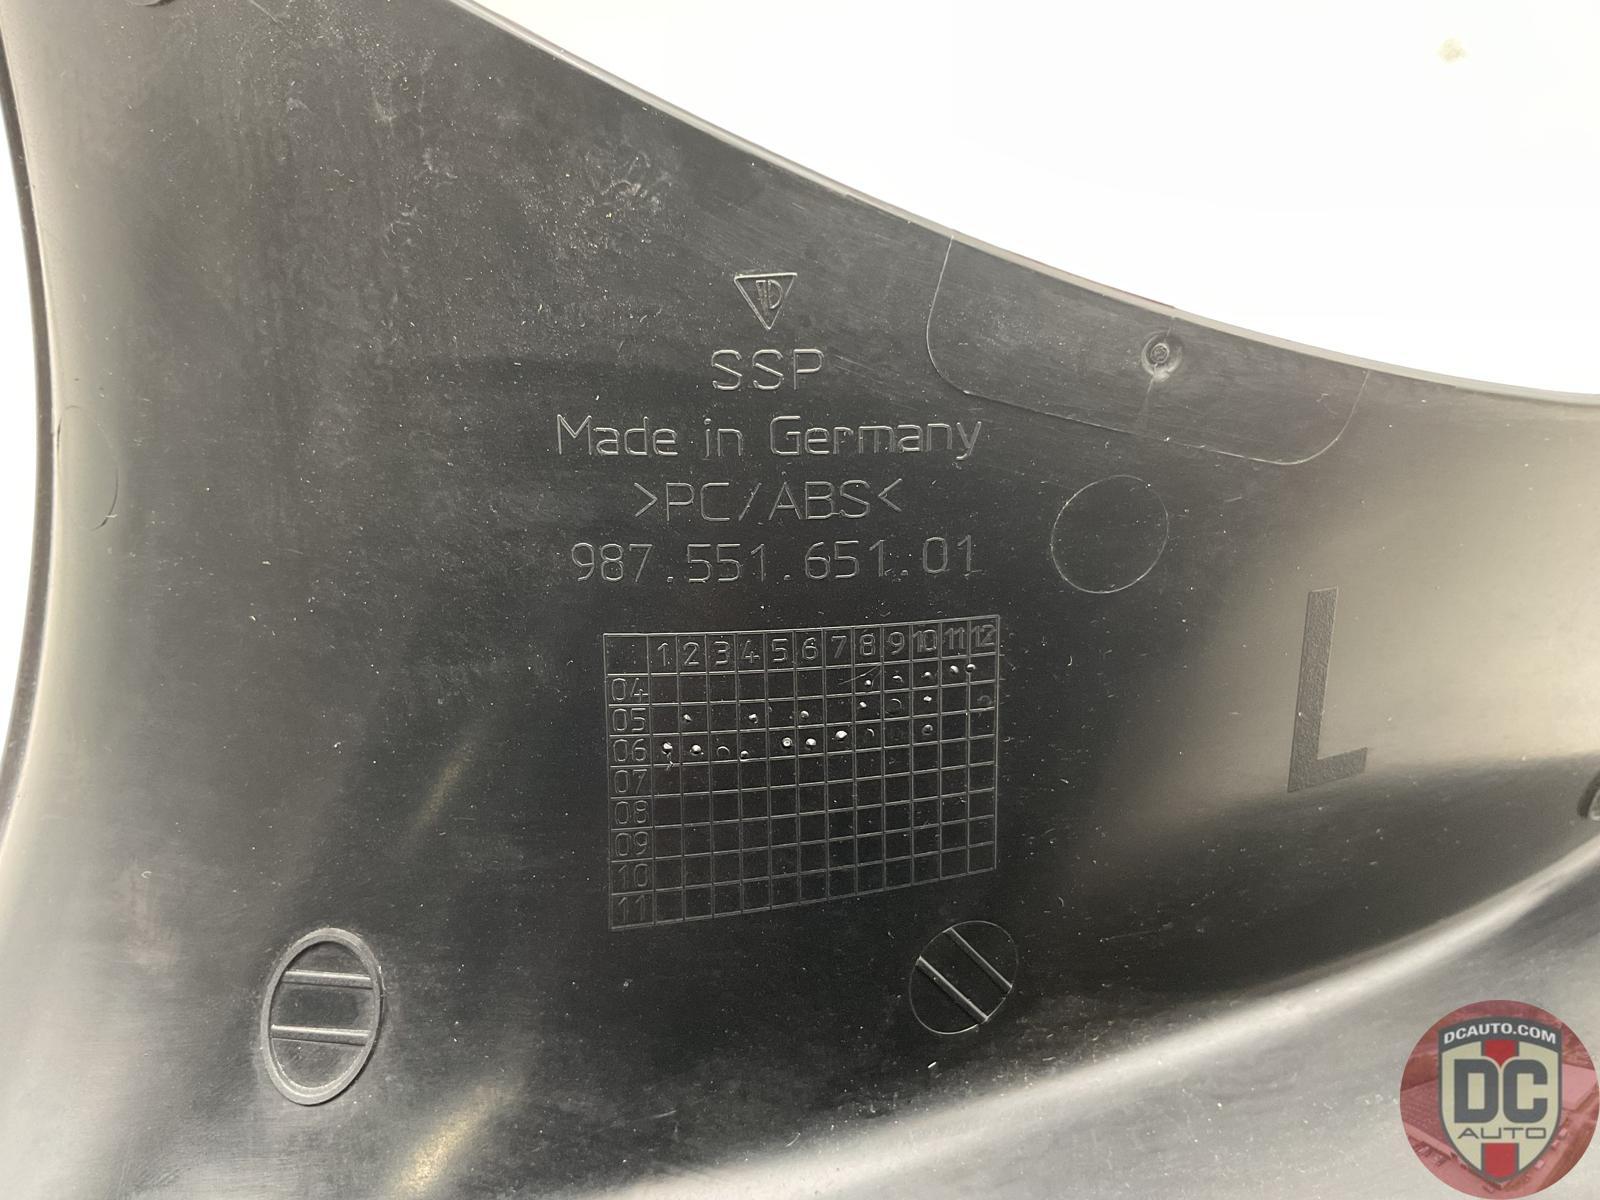 SSP
Made in Germany
>PC/ABS<
987.551.651.01
1 2 3 4 5 6 7 8 9 10 11 12
04
05
06
07
08
09
10
11
L
DCAUTO.COM
DC
AUTO